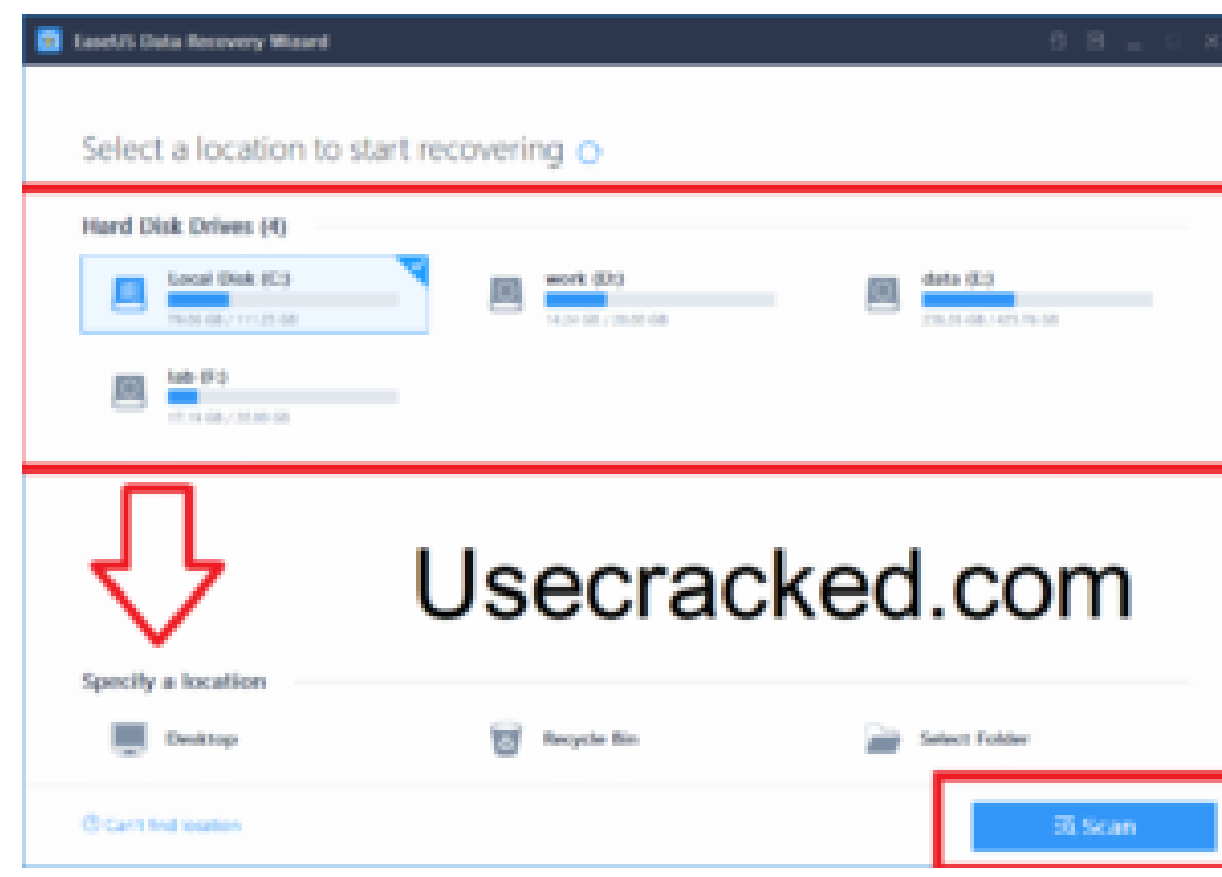 EaseUS Data Recovery Wizard
Select a location to start recovering
Hard Disk Drives (4)
Local Disk (C:)
work (D:)
data (E:)
lab (F:)
Usecracked.com
Specify a location
Desktop
Recycle Bin
Select Folder
Can't find location
Scan